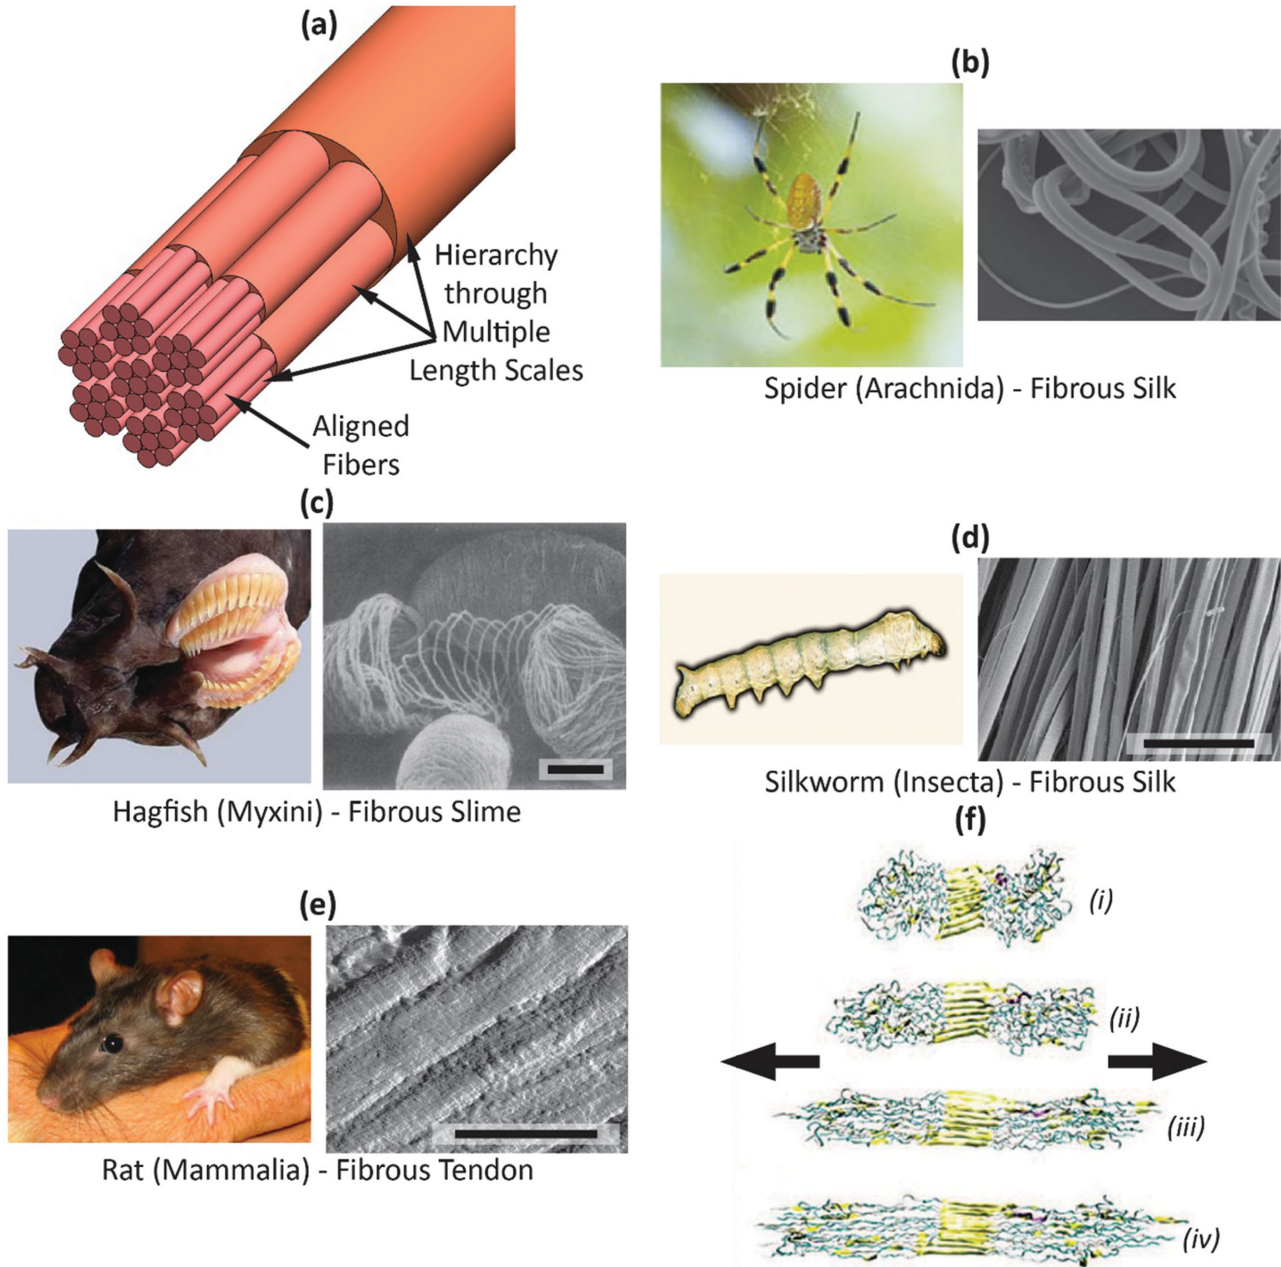 (a)
Hierarchy
through
Multiple
Length Scales
Aligned
Fibers
(b)
Spider (Arachnida) - Fibrous Silk
(c)
Hagfish (Myxini) - Fibrous Slime
(d)
Silkworm (Insecta) - Fibrous Silk
(e)
Rat (Mammalia) - Fibrous Tendon
(f)
(i)
(ii)
(iii)
(iv)